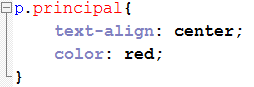 p.principal{
text-align: center;
color: red;
}